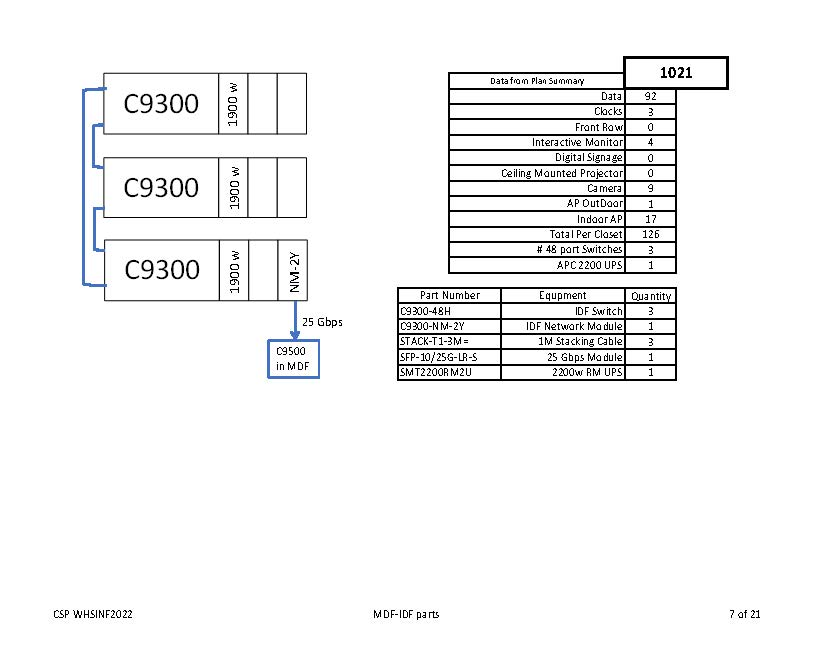 C9300
1900 w
C9300
1900 w
C9300
1900 w
NM-2Y
25 Gbps
C9500
in MDF
1021
Data from Plan Summary
Data 92
Clocks 3
Front Row 0
Interactive Monitor 4
Digital Signage 0
Ceiling Mounted Projector 0
Camera 9
AP OutDoor 1
Indoor AP 17
Total Per Closet 126
# 48 port Switches 3
APC 2200 UPS 1
Part Number Equpment Quantity
C9300-48H IDF Switch 3
C9300-NM-2Y IDF Network Module 1
STACK-T1-3M= 1M Stacking Cable 3
SFP-10/25G-LR-S 25 Gbps Module 1
SMT2200RM2U 2200w RM UPS 1
CSP WHSINF2022 MDF-IDF parts 7 of 21